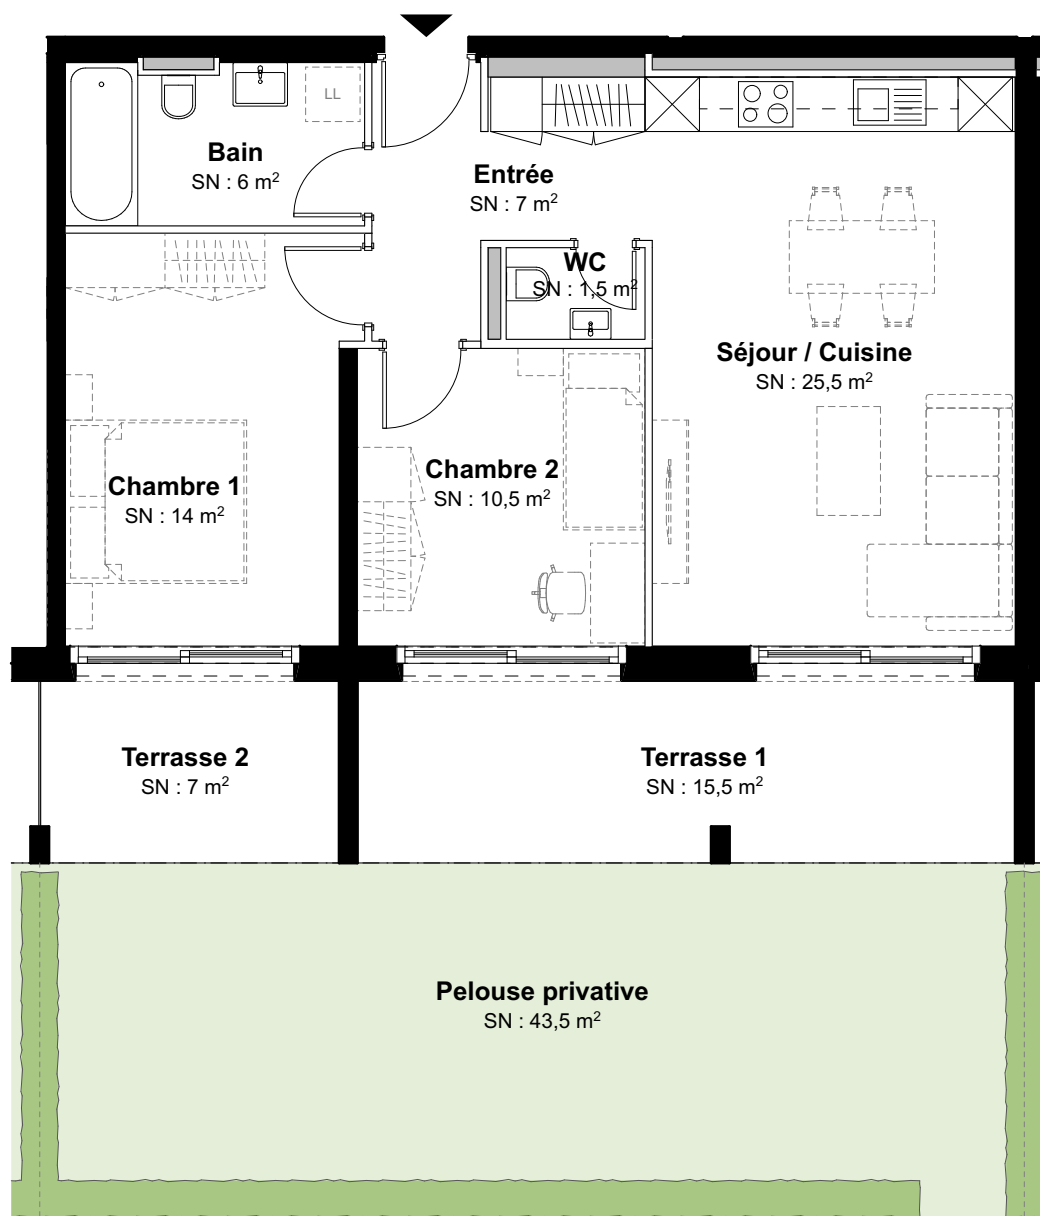 LL
Bain
SN : 6 m²
Entrée
SN : 7 m²
WC
SN : 1,5 m²
Séjour / Cuisine
SN : 25,5 m²
Chambre 1
SN : 14 m²
Chambre 2
SN : 10,5 m²
Terrasse 2
SN : 7 m²
Terrasse 1
SN : 15,5 m²
Pelouse privative
SN : 43,5 m²